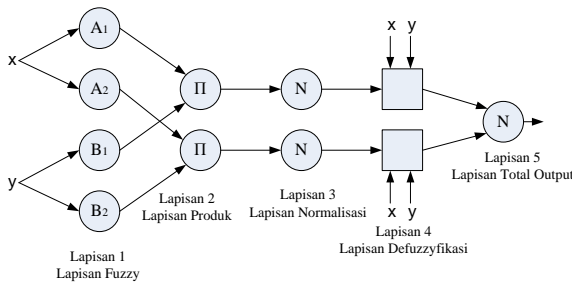 x y
A1
x
A2
Π
N
N
B1
Π
N
Lapisan 5
Lapisan Total Output
y
B2
Lapisan 2
Lapisan Produk
Lapisan 3
Lapisan Normalisasi
x y
Lapisan 4
Lapisan Defuzzyfikasi
Lapisan 1
Lapisan Fuzzy